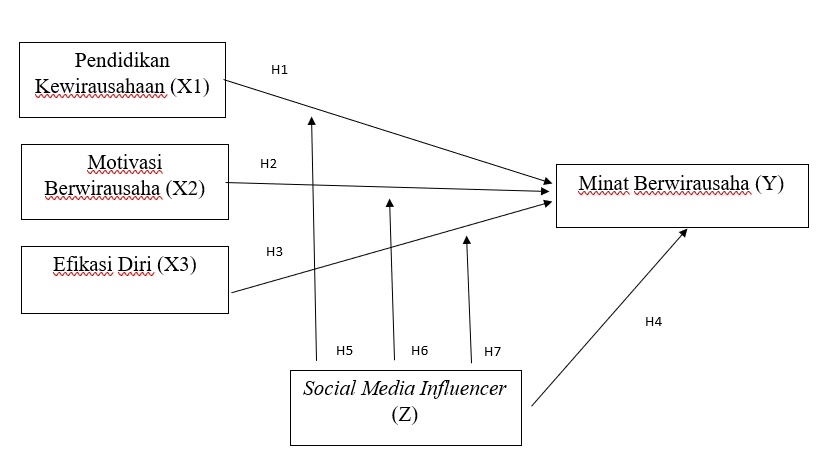 Pendidikan
Kewirausahaan (X1)
H1
Motivasi
Berwirausaha (X2)
H2
Minat Berwirausaha (Y)
Efikasi Diri (X3)
H3
H4
H5
H6
H7
Social Media Influencer
(Z)